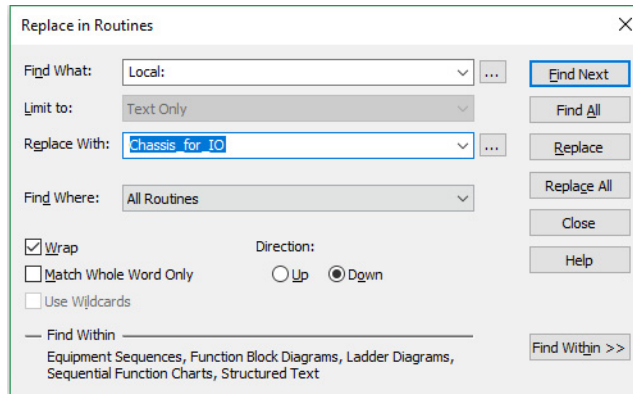 Replace in Routines
Find What: Local: ... Find Next
Limit to: Text Only Find All
Replace With: Chassis_for_IO ... Replace
Find Where: All Routines Replace All
Close
Wrap Direction: Help
Match Whole Word Only Up Down
Use Wildcards
Find Within Find Within >>
Equipment Sequences, Function Block Diagrams, Ladder Diagrams,
Sequential Function Charts, Structured Text